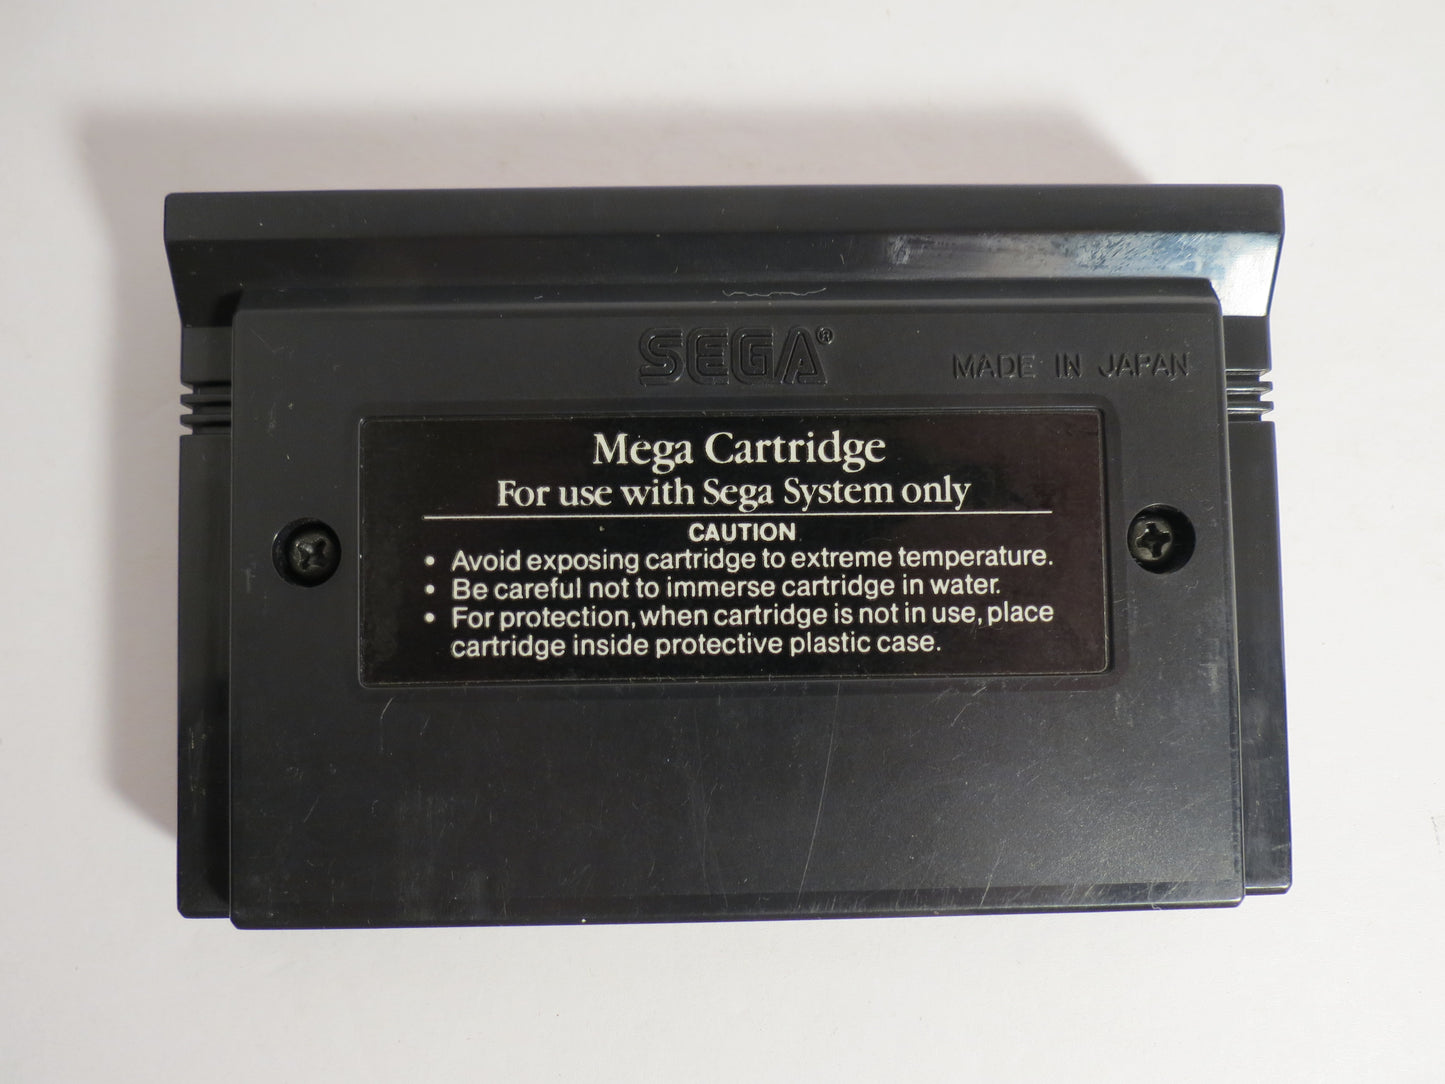 SEGA®
MADE IN JAPAN
Mega Cartridge
For use with Sega System only
CAUTION
• Avoid exposing cartridge to extreme temperature.
• Be careful not to immerse cartridge in water.
• For protection, when cartridge is not in use, place
cartridge inside protective plastic case.